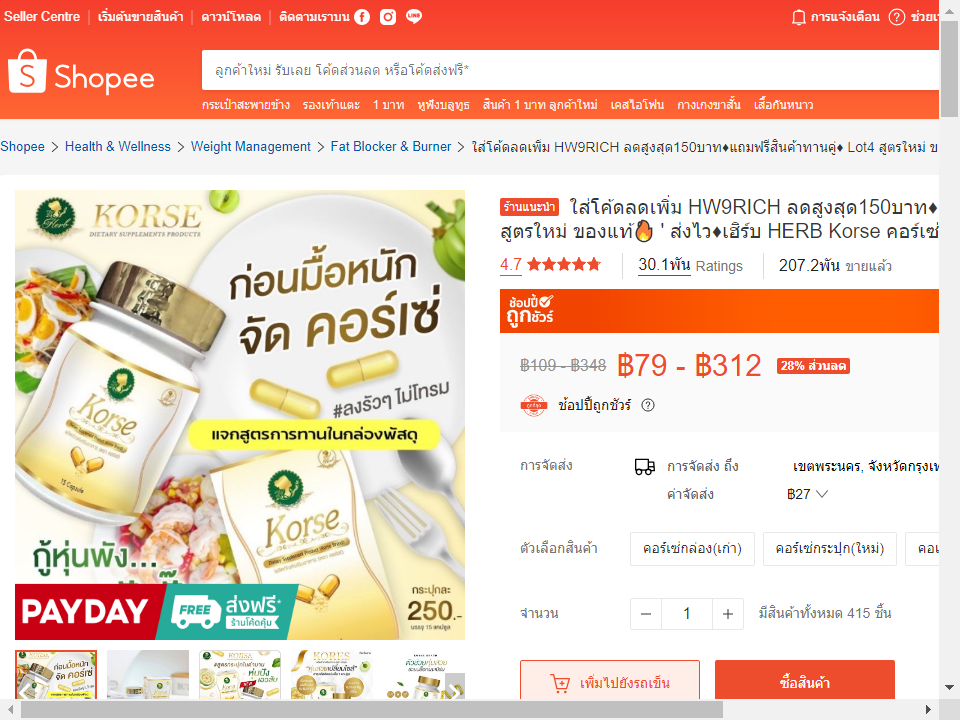 Seller Centre
เริ่มต้นขายสินค้า
ดาวน์โหลด
ติดตามเราบน
การแจ้งเตือน
Shopee
ลูกค้าใหม่ รับเลย โค้ดส่วนลด หรือโค้ดส่งฟรี*
กระเป๋าสะพายข้าง รองเท้าแตะ 1 บาท หูฟังบลูทูธ สินค้า 1 บาท ลูกค้าใหม่ เคสไอโฟน กางเกงขาสั้น เสื้อกันหนาว
Shopee > Health & Wellness > Weight Management > Fat Blocker & Burner > ใส่โค้ดลดเพิ่ม HW9RICH ลดสูงสุด150บาท♦แถมฟรีสินค้าทานคู่♦ Lot4 สูตรใหม่ ข
Herb
KORSE
DIETARY SUPPLEMENTS PRODUCTS
ก่อนมื้อหนัก
จัด คอร์เซ่
#ลงรัวๆ ไม่โทรม
แจกสูตรการทานในกล่องพัสดุ
Korse
15 Capsule
Korse
กู้หุ่นพัง...
PAYDAY
FREE
ส่งฟรี*
ร้านโค้ดคุ้ม
กระปุกละ
250.-
บรรจุ 15 แคปซูล
ร้านแนะนำ ใส่โค้ดลดเพิ่ม HW9RICH ลดสูงสุด150บาท♦
สูตรใหม่ ของแท้🔥 ' ส่งไว♦เฮิร์บ HERB Korse คอร์เซ่
4.7
30.1พัน Ratings
207.2พัน ขายแล้ว
ช้อปปี้
ถูกชัวร์
฿109 - ฿348 ฿79 - ฿312 28% ส่วนลด
ช้อปปี้ถูกชัวร์
การจัดส่ง
การจัดส่ง ถึง
เขตพระนคร, จังหวัดกรุงเท
ค่าจัดส่ง
฿27
ตัวเลือกสินค้า
คอร์เซ่กล่อง(เก่า)
คอร์เซ่กระปุก(ใหม่)
จำนวน
1
มีสินค้าทั้งหมด 415 ชิ้น
เพิ่มไปยังรถเข็น
ซื้อสินค้า